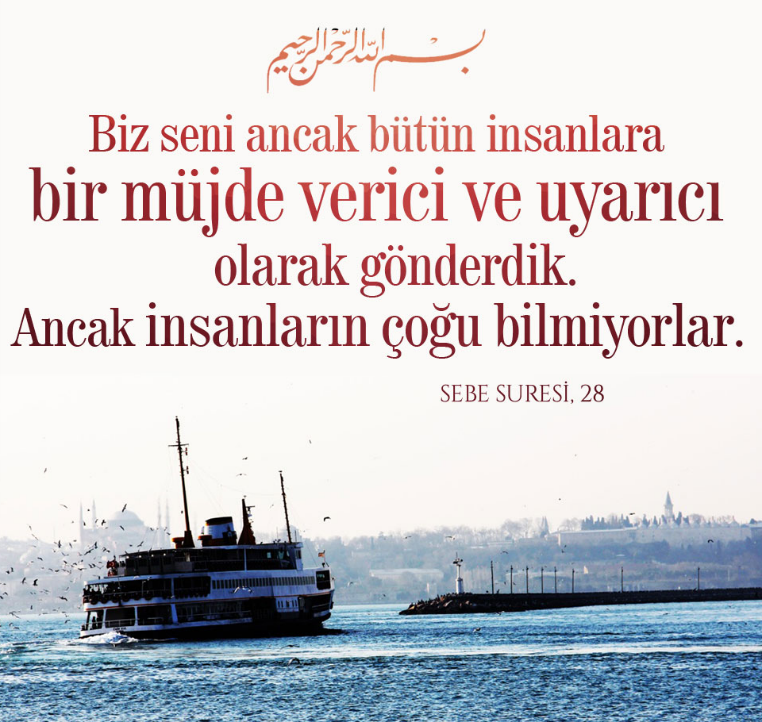 بسم الله الرحمن الرحيم
Biz seni ancak bütün insanlara
bir müjde verici ve uyarıcı
olarak gönderdik.
Ancak insanların çoğu bilmiyorlar.
SEBE SURESİ, 28